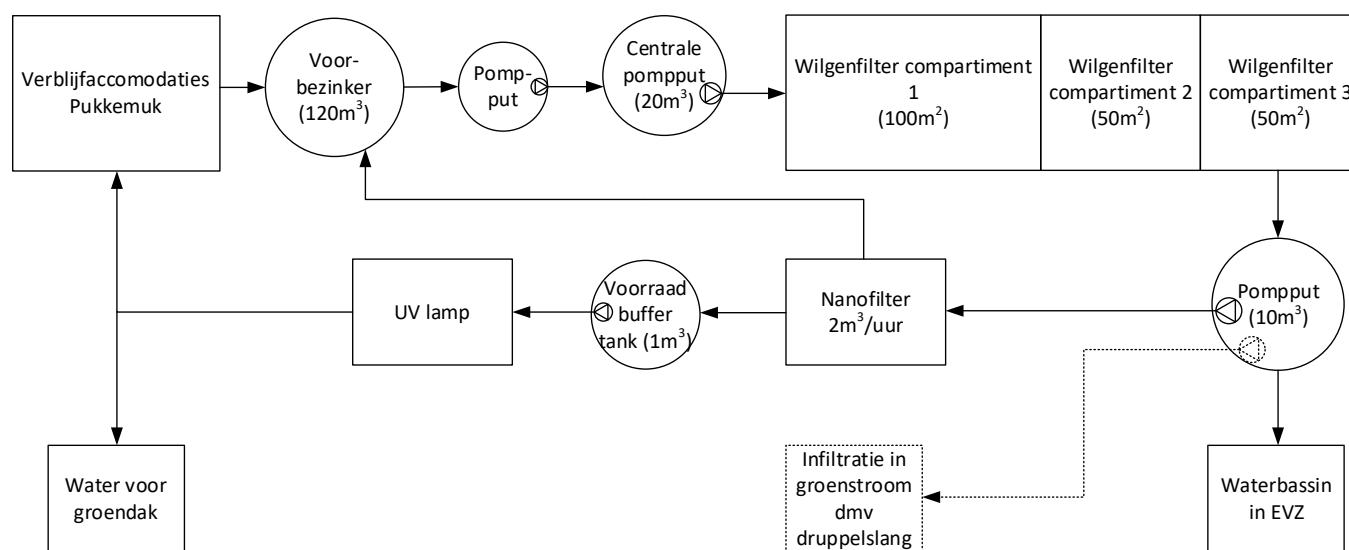 Verblijfaccomodaties
Pukkemuk
Voor-
bezinker
(120m³)
Pomp-
put
Centrale
pompput
(20m³)
Wilgenfilter compartiment
1
(100m²)
Wilgenfilter
compartiment 2
(50m²)
Wilgenfilter
compartiment 3
(50m²)
UV lamp
Voorraad
buffer
tank (1m³)
Nanofilter
2m³/uur
Pompput
(10m³)
Water voor
groendak
Infiltratie in
groenstroom
dmv
druppelslang
Waterbassin
in EVZ